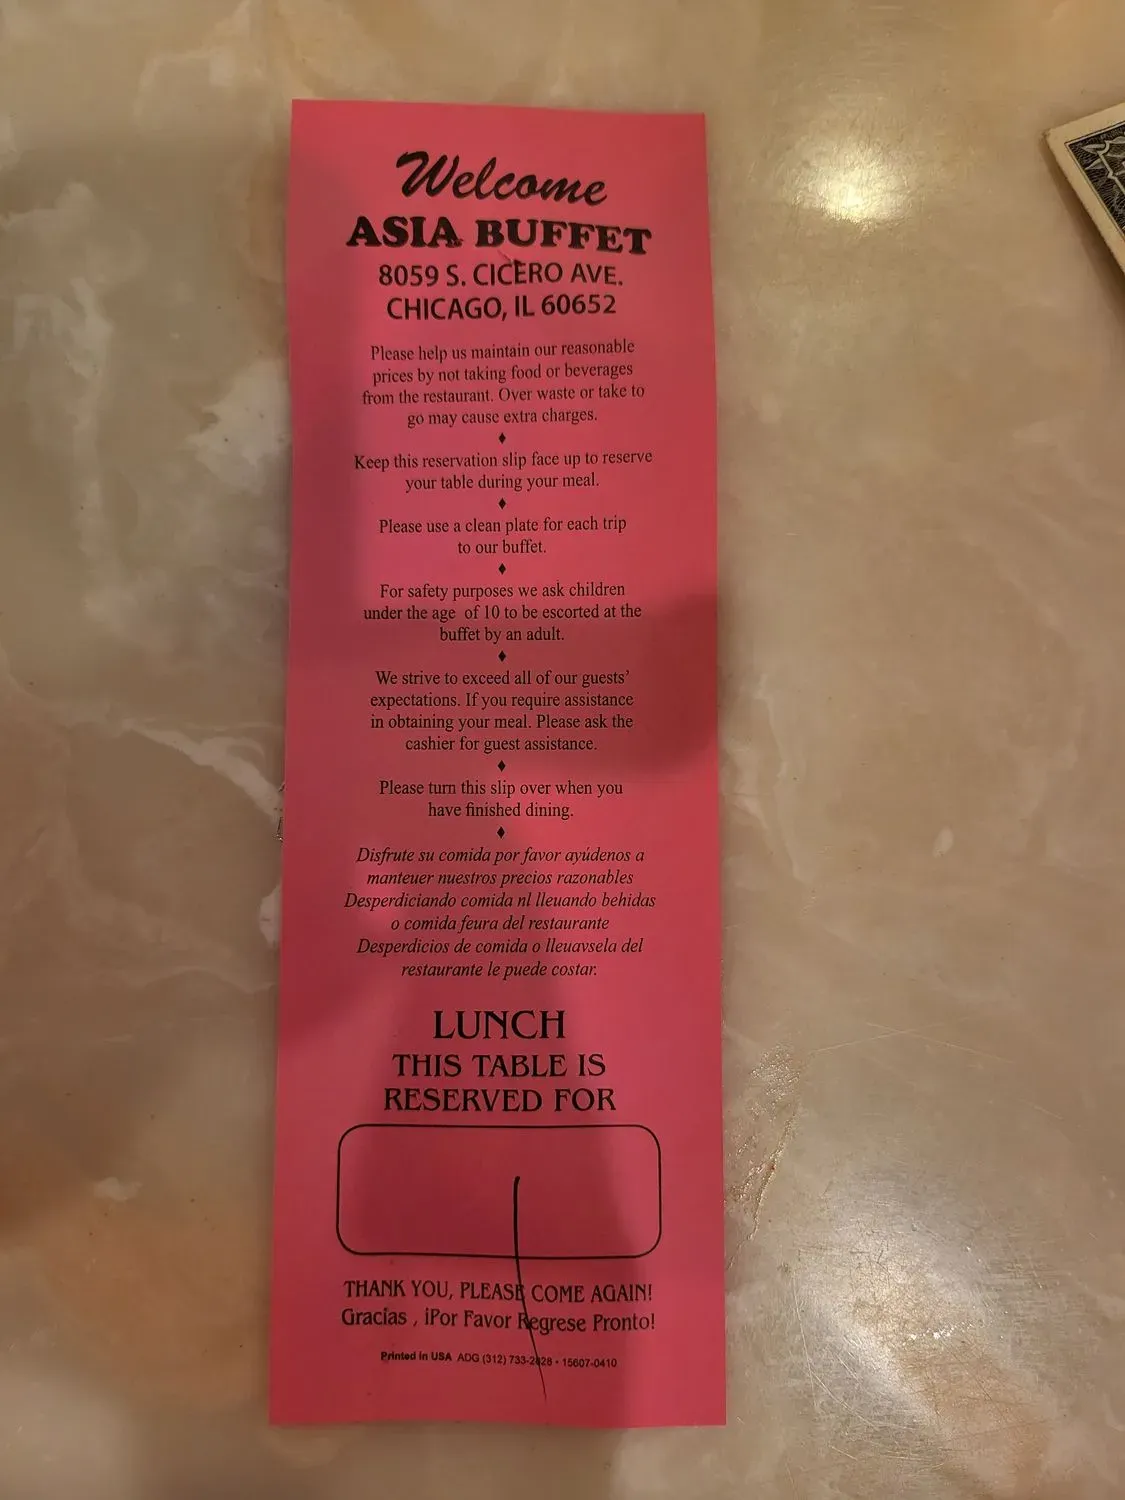 Welcome
ASIA BUFFET
8059 S. CICERO AVE.
CHICAGO, IL 60652
Please help us maintain our reasonable
prices by not taking food or beverages
from the restaurant. Over waste or take to
go may cause extra charges.
♦
Keep this reservation slip face up to reserve
your table during your meal.
♦
Please use a clean plate for each trip
to our buffet.
♦
For safety purposes we ask children
under the age of 10 to be escorted at the
buffet by an adult.
♦
We strive to exceed all of our guests’
expectations. If you require assistance
in obtaining your meal. Please ask the
cashier for guest assistance.
♦
Please turn this slip over when you
have finished dining.
♦
Disfrute su comida por favor ayúdenos a
manteuer nuestros precios razonables
Desperdiciando comida nl lleuando behidas
o comida feura del restaurante
Desperdicios de comida o lleuavsela del
restaurante le puede costar.
LUNCH
THIS TABLE IS
RESERVED FOR
THANK YOU, PLEASE COME AGAIN!
Gracias , iPor Favor Regrese Pronto!
Printed in USA ADG (312) 733-2828 • 15607-0410